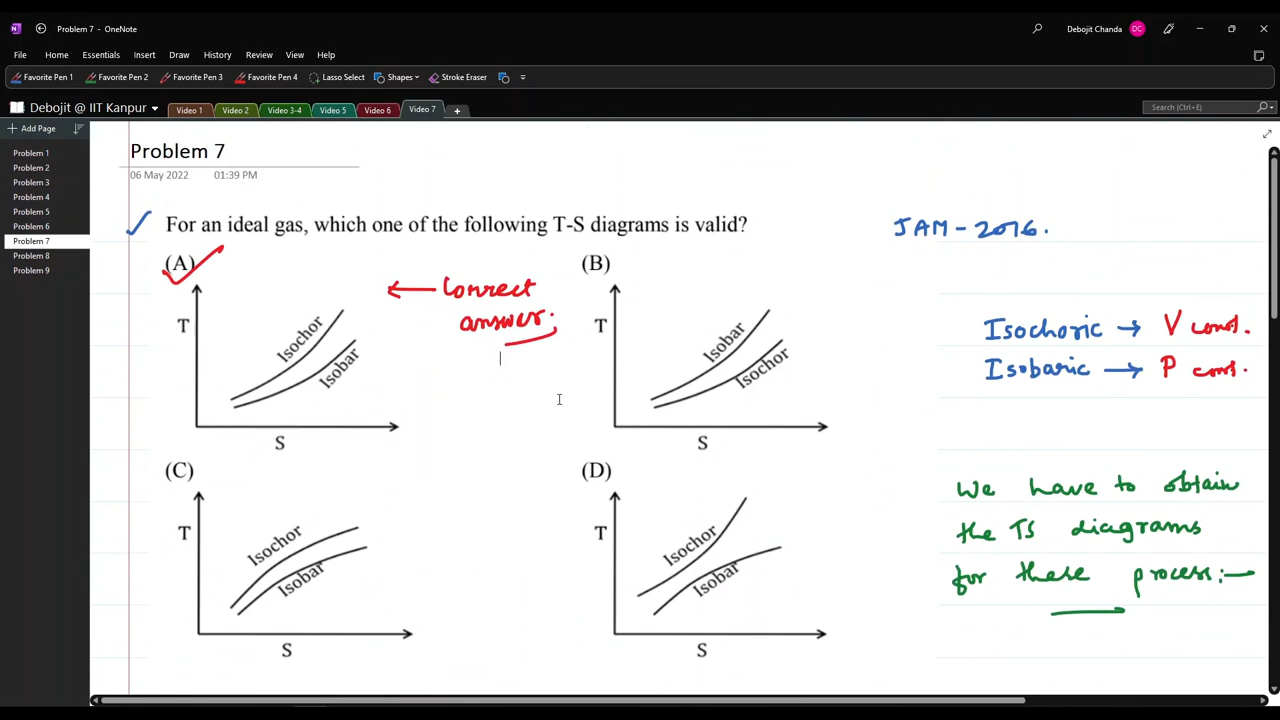 Problem 7 - OneNote
Debojit Chanda DC
File Home Essentials Insert Draw History Review View Help
Favorite Pen 1 Favorite Pen 2 Favorite Pen 3 Favorite Pen 4 Lasso Select Shapes Stroke Eraser
Debojit @ IIT Kanpur Video 1 Video 2 Video 3-4 Video 5 Video 6 Video 7 + Search (Ctrl+E)
Add Page
Problem 1
Problem 2
Problem 3
Problem 4
Problem 5
Problem 6
Problem 7
Problem 8
Problem 9
Problem 7
06 May 2022 01:39 PM
For an ideal gas, which one of the following T-S diagrams is valid?
JAM - 2016.
(A)
T
Isochor
Isobar
S
← Correct
answer.
(B)
T
Isobar
Isochor
S
Isochoric → V const.
Isobaric → P const.
(C)
T
Isochor
Isobar
S
(D)
T
Isochor
Isobar
S
We have to obtain
the TS diagrams
for these process:—